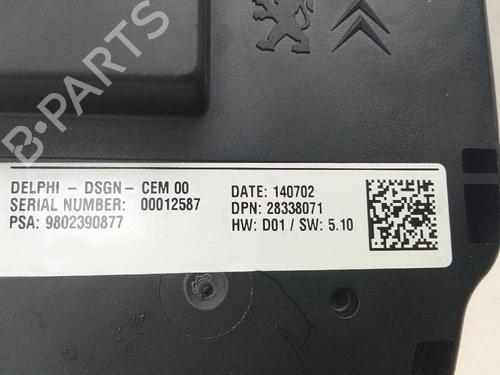 DELPHI - DSGN - CEM 00
SERIAL NUMBER: 00012587
PSA: 9802390877
DATE: 140702
DPN: 28338071
HW: D01 / SW: 5.10
B-PARTS